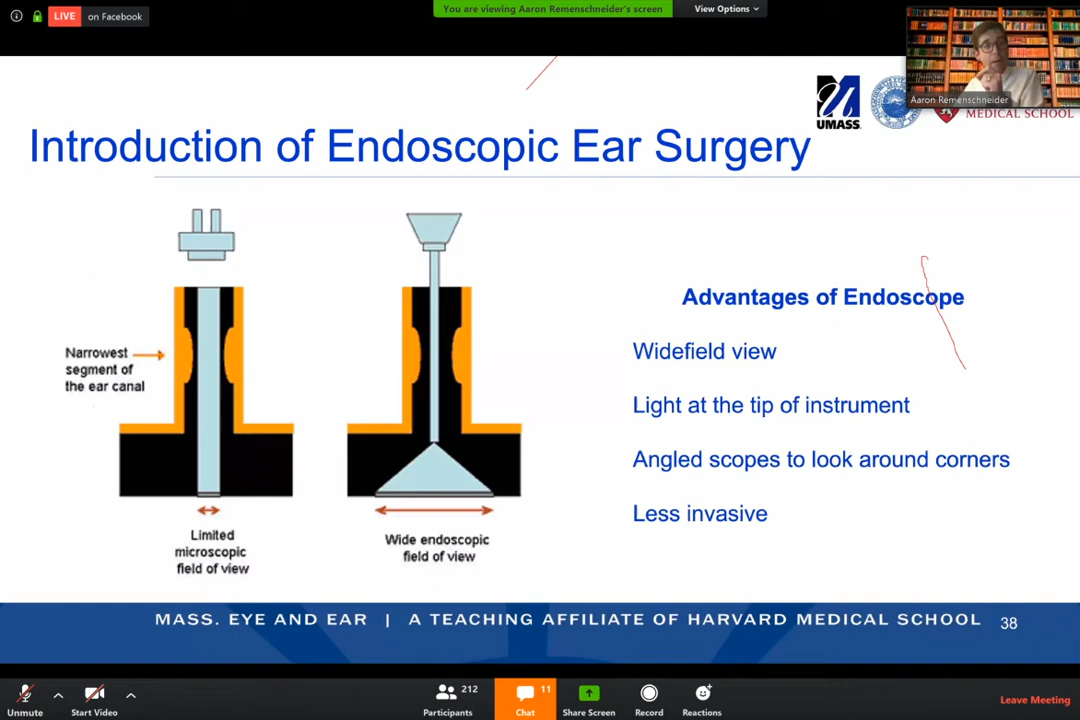 LIVE on Facebook
You are viewing Aaron Remenschneider's screen
View Options
Aaron Remenschneider
UMASS
MEDICAL SCHOOL
Introduction of Endoscopic Ear Surgery
Narrowest
segment of
the ear canal
Limited
microscopic
field of view
Wide endoscopic
field of view
Advantages of Endoscope
Widefield view
Light at the tip of instrument
Angled scopes to look around corners
Less invasive
MASS. EYE AND EAR | A TEACHING AFFILIATE OF HARVARD MEDICAL SCHOOL
38
Unmute
Start Video
212
Participants
11
Chat
Share Screen
Record
Reactions
Leave Meeting